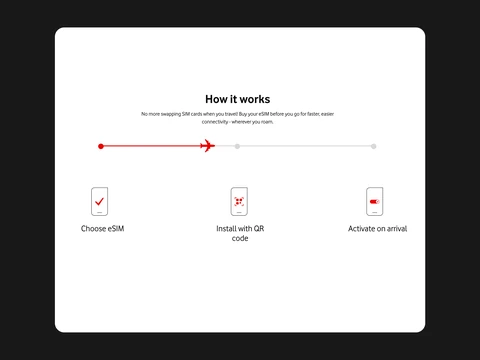 How it works
No more swapping SIM cards when you travel! Buy your eSIM before you go for faster, easier
connectivity - wherever you roam.
Choose eSIM
Install with QR
code
Activate on arrival